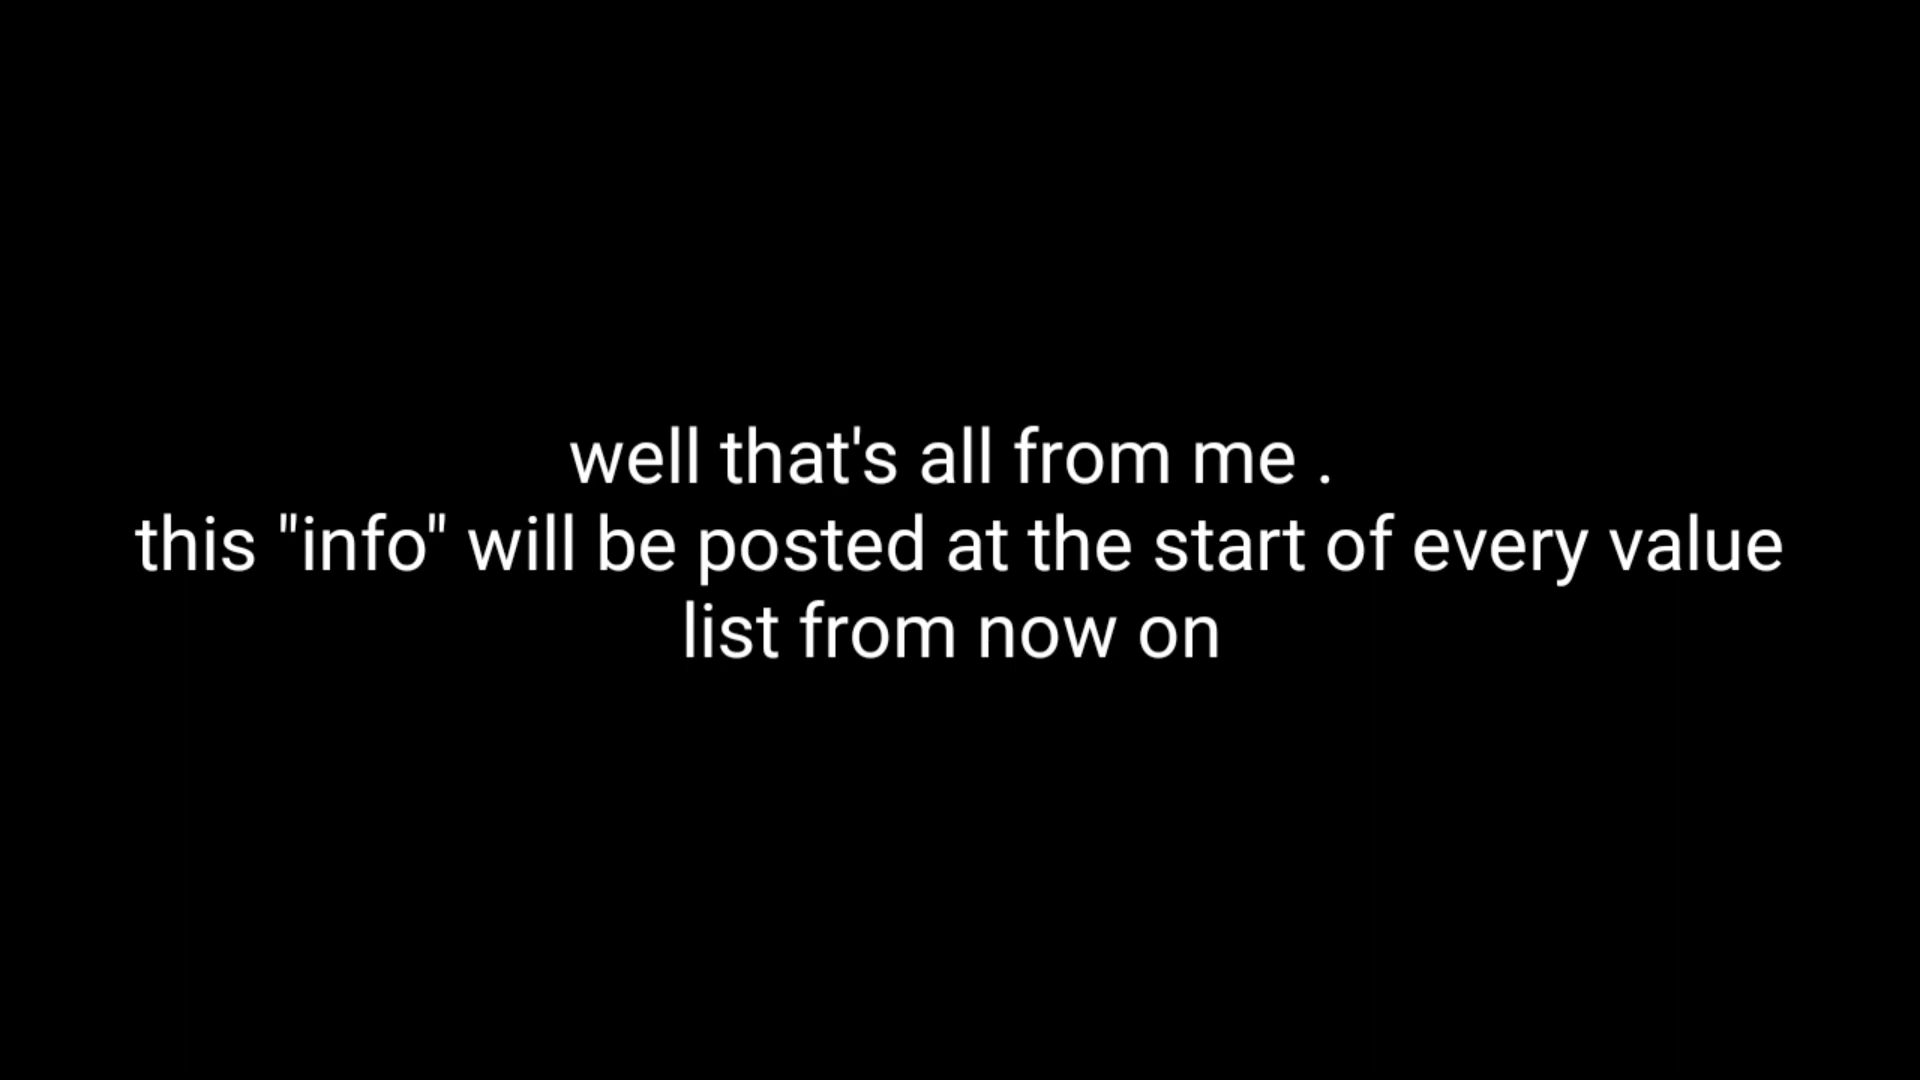 well that's all from me .
this "info" will be posted at the start of every value
list from now on